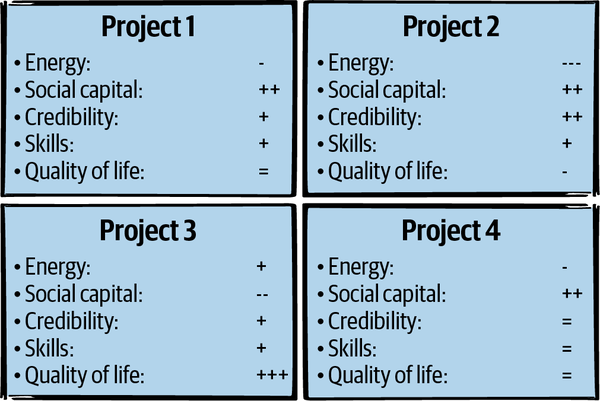 Project 1
• Energy: -
• Social capital: ++
• Credibility: +
• Skills: +
• Quality of life: =
Project 2
• Energy: ---
• Social capital: ++
• Credibility: ++
• Skills: +
• Quality of life: -
Project 3
• Energy: +
• Social capital: --
• Credibility: +
• Skills: +
• Quality of life: +++
Project 4
• Energy: -
• Social capital: ++
• Credibility: =
• Skills: =
• Quality of life: =